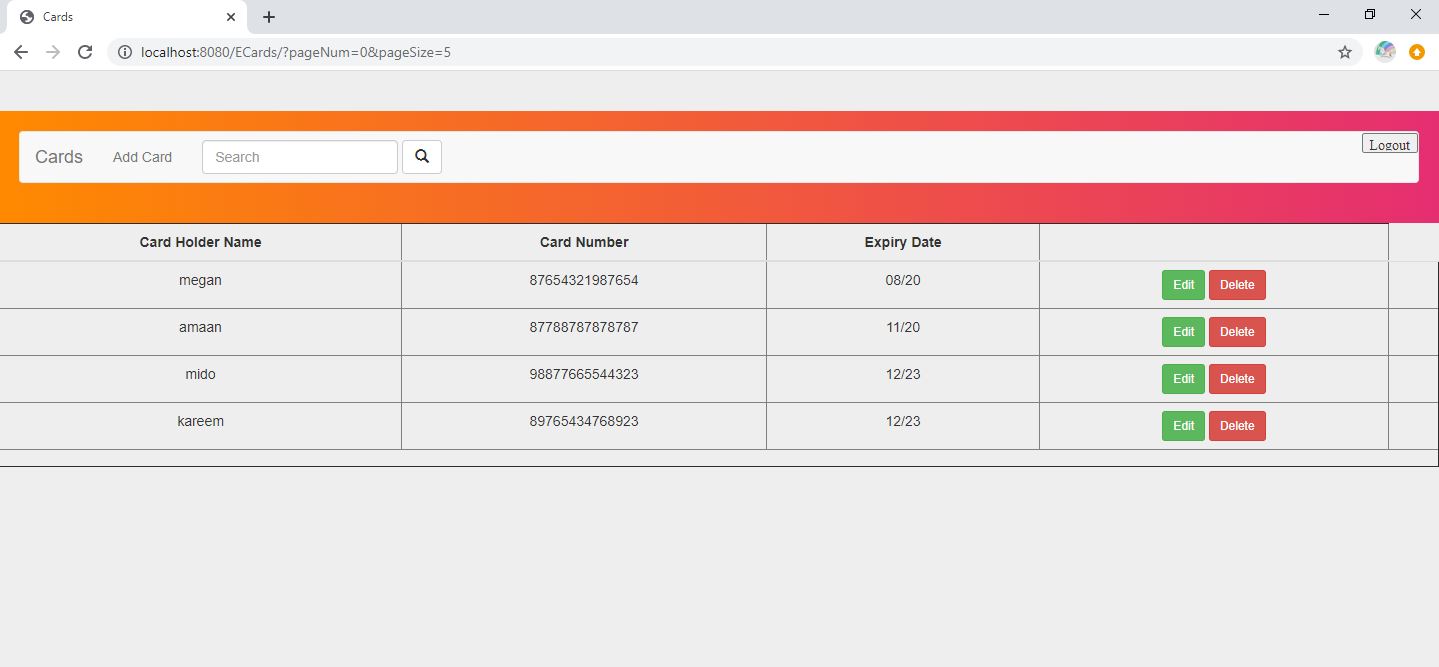 Cards
localhost:8080/ECards/?pageNum=0&pageSize=5
Cards Add Card Search Logout
Card Holder Name Card Number Expiry Date
megan 87654321987654 08/20 Edit Delete
amaan 87788787878787 11/20 Edit Delete
mido 98877665544323 12/23 Edit Delete
kareem 89765434768923 12/23 Edit Delete